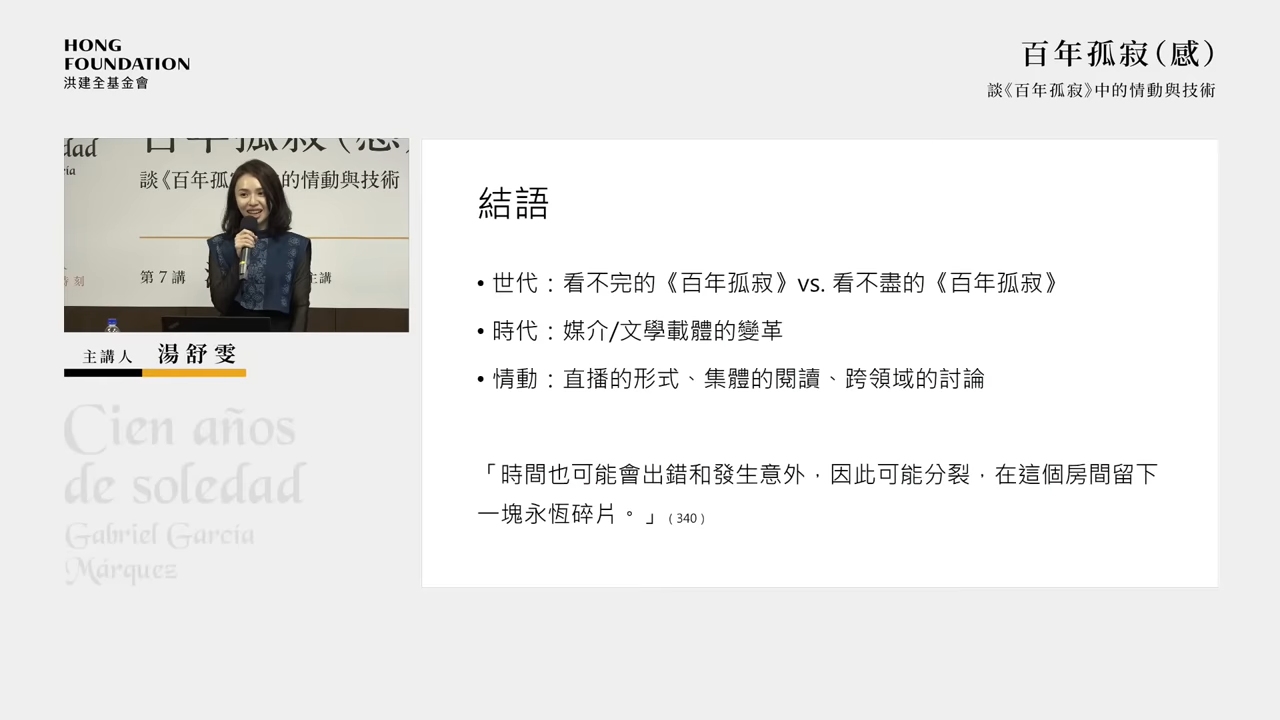 HONG
FOUNDATION
洪建全基金會
百年孤寂(感)
談《百年孤寂》中的情動與技術
dad
ía
談《百年孤
的情動與技術
第7講
主講
時刻
主講人 湯舒雯
Cien años
de soledad
Gabriel García
Márquez
結語
• 世代：看不完的《百年孤寂》vs. 看不盡的《百年孤寂》
• 時代：媒介/文學載體的變革
• 情動：直播的形式、集體的閱讀、跨領域的討論
「時間也可能會出錯和發生意外，因此可能分裂，在這個房間留下
一塊永恆碎片。」（340）